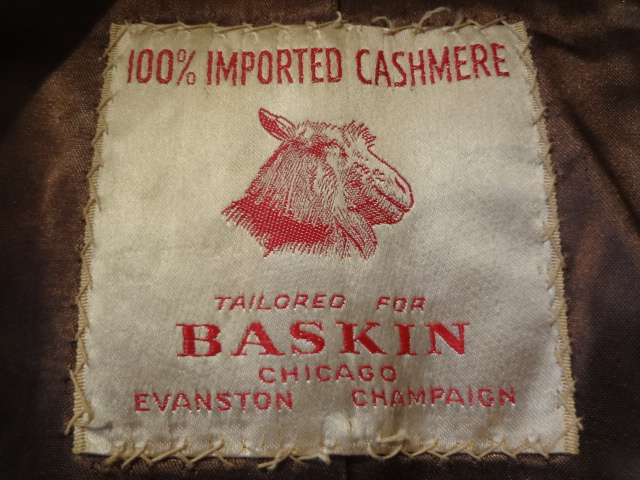 100% IMPORTED CASHMERE
TAILORED FOR
BASKIN
CHICAGO
EVANSTON CHAMPAIGN